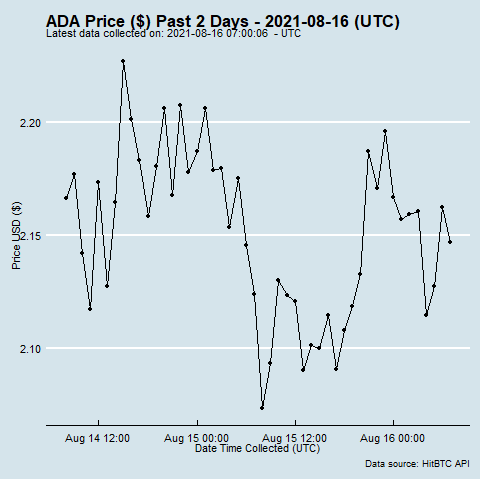 ADA Price ($) Past 2 Days - 2021-08-16 (UTC)
Latest data collected on: 2021-08-16 07:00:06  - UTC
2.20
2.15
2.10
Price USD ($)
Aug 14 12:00
Aug 15 00:00
Aug 15 12:00
Aug 16 00:00
Date Time Collected (UTC)
Data source: HitBTC API